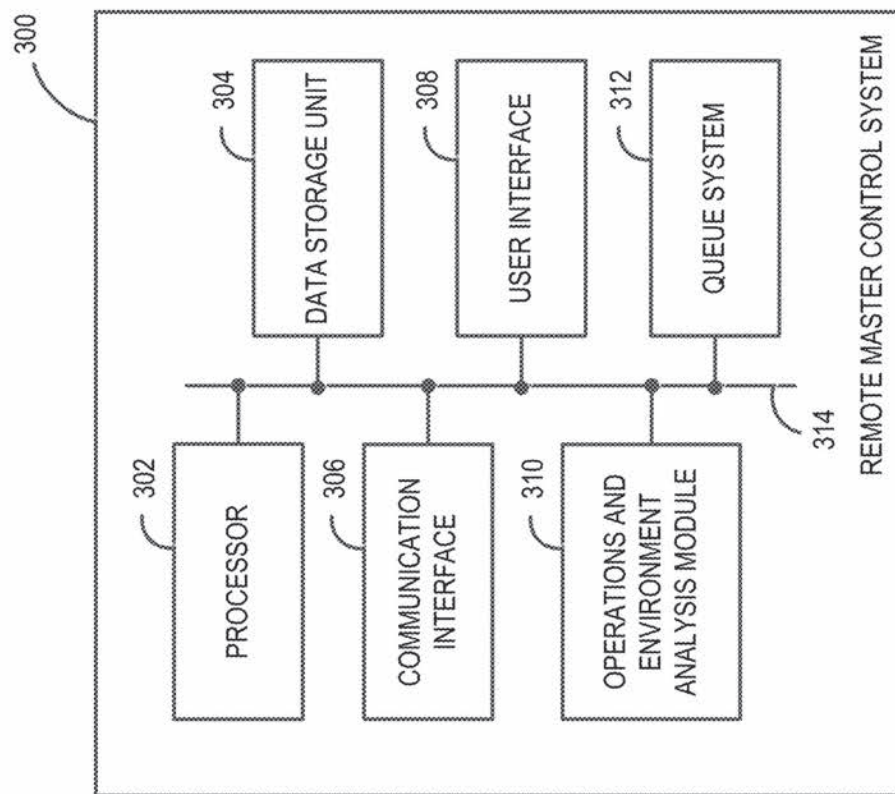 300
302
PROCESSOR
304
DATA STORAGE UNIT
306
COMMUNICATION
INTERFACE
308
USER INTERFACE
310
OPERATIONS AND
ENVIRONMENT
ANALYSIS MODULE
312
QUEUE SYSTEM
314
REMOTE MASTER CONTROL SYSTEM